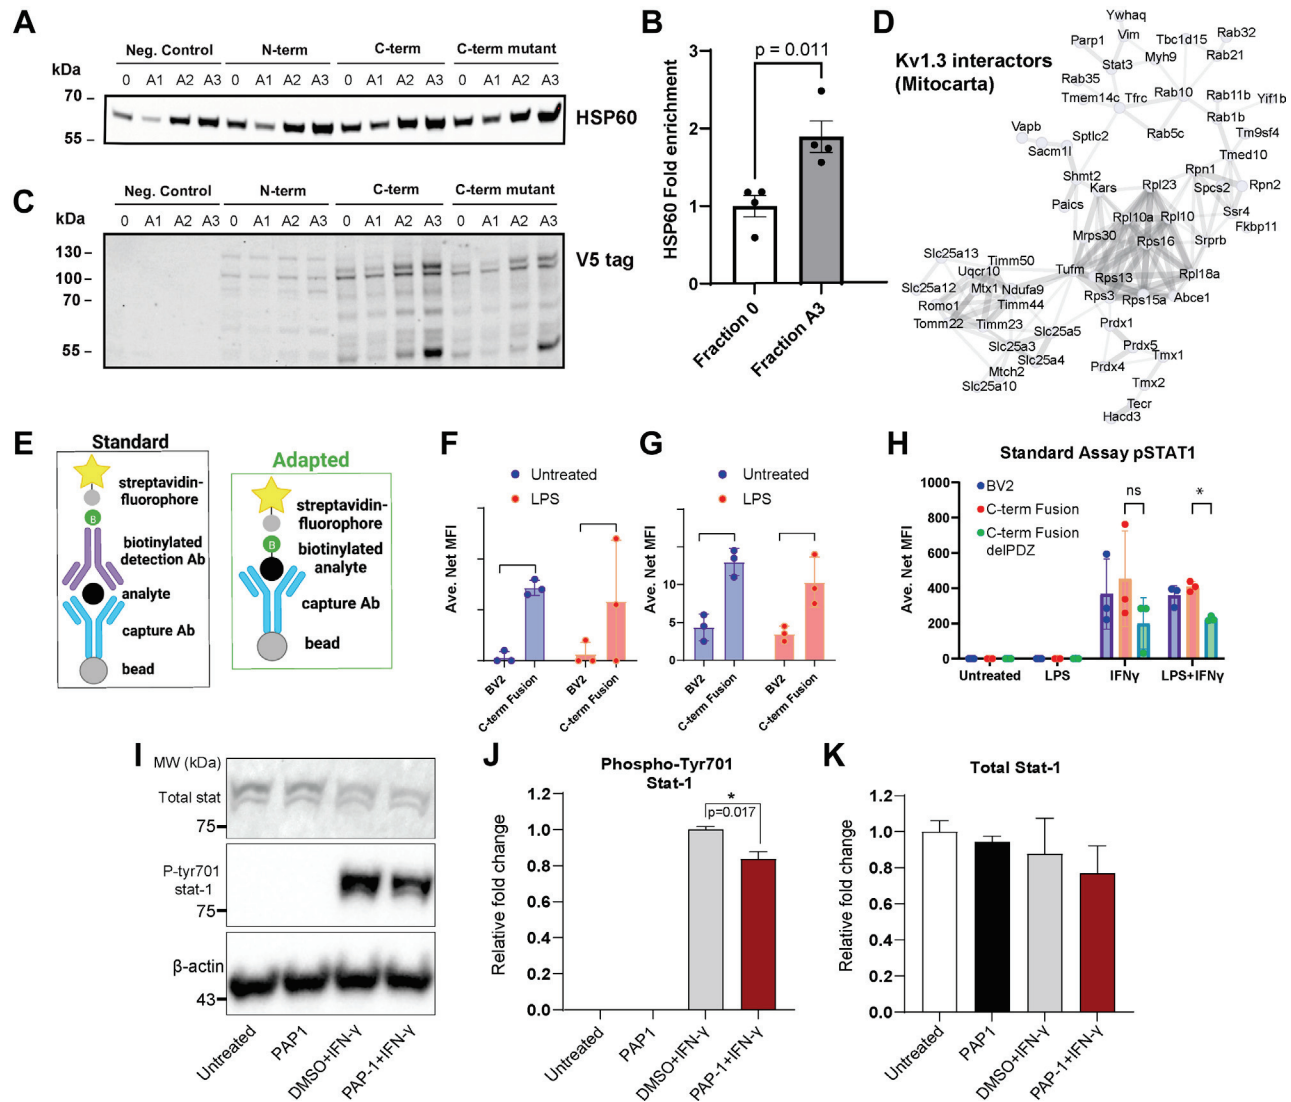 A
Neg. Control N-term C-term C-term mutant
kDa
0 A1 A2 A3 0 A1 A2 A3 0 A1 A2 A3 0 A1 A2 A3
70
55
HSP60
B
p = 0.011
HSP60 Fold enrichment
3
2
1
0
Fraction 0
Fraction A3
C
Neg. Control N-term C-term C-term mutant
kDa
0 A1 A2 A3 0 A1 A2 A3 0 A1 A2 A3 0 A1 A2 A3
130
100
70
55
V5 tag
D
Kv1.3 interactors
(Mitocarta)
Ywhaq
Parp1
Vim
Tbc1d15
Rab32
Stat3
Myh9
Rab21
Rab35
Tmem14c
Tfrc
Rab10
Rab11b
Yif1b
Rab1b
Vapb
Sptlc2
Rab5c
Tm9sf4
Sacm1l
Tmed10
Shmt2
Kars
Rpl23
Rpn1
Spcs2
Rpn2
Paics
Rpl10a
Rpl10
Ssr4
Fkbp11
Mrps30
Rps16
Srprb
Slc25a13
Timm50
Uqcr10
Tufm
Rps13
Rpl18a
Slc25a12
Mtx1
Ndufa9
Rps3
Rps15a
Abce1
Romo1
Timm44
Tomm22
Timm23
Slc25a5
Prdx1
Slc25a3
Prdx5
Slc25a4
Prdx4
Tmx1
Mtch2
Slc25a10
Tmx2
Tecr
Hacd3
E
Standard
streptavidin-
fluorophore
B
biotinylated
detection Ab
analyte
capture Ab
bead
Adapted
streptavidin-
fluorophore
B
biotinylated
analyte
capture Ab
bead
F
Untreated
LPS
Ave. Net MFI
BV2
C-term Fusion
BV2
C-term Fusion
G
Untreated
LPS
Ave. Net MFI
10
5
0
BV2
C-term Fusion
BV2
C-term Fusion
H
Standard Assay pSTAT1
BV2
C-term Fusion
C-term Fusion
delPDZ
ns
*
Ave. Net MFI
1000
800
600
400
200
0
Untreated LPS IFNγ LPS+IFNγ
I
MW (kDa)
Total stat
75
P-tyr701
stat-1
75
β-actin
43
Untreated
PAP1
DMSO+IFN-γ
PAP-1+IFN-γ
J
Phospho-Tyr701
Stat-1
*
p=0.017
Relative fold change
1.2
1.0
0.8
0.6
0.4
0.2
0.0
Untreated
PAP1
DMSO+IFN-γ
PAP-1+IFN-γ
K
Total Stat-1
Relative fold change
1.2
1.0
0.8
0.6
0.4
0.2
0.0
Untreated
PAP1
DMSO+IFN-γ
PAP-1+IFN-γ